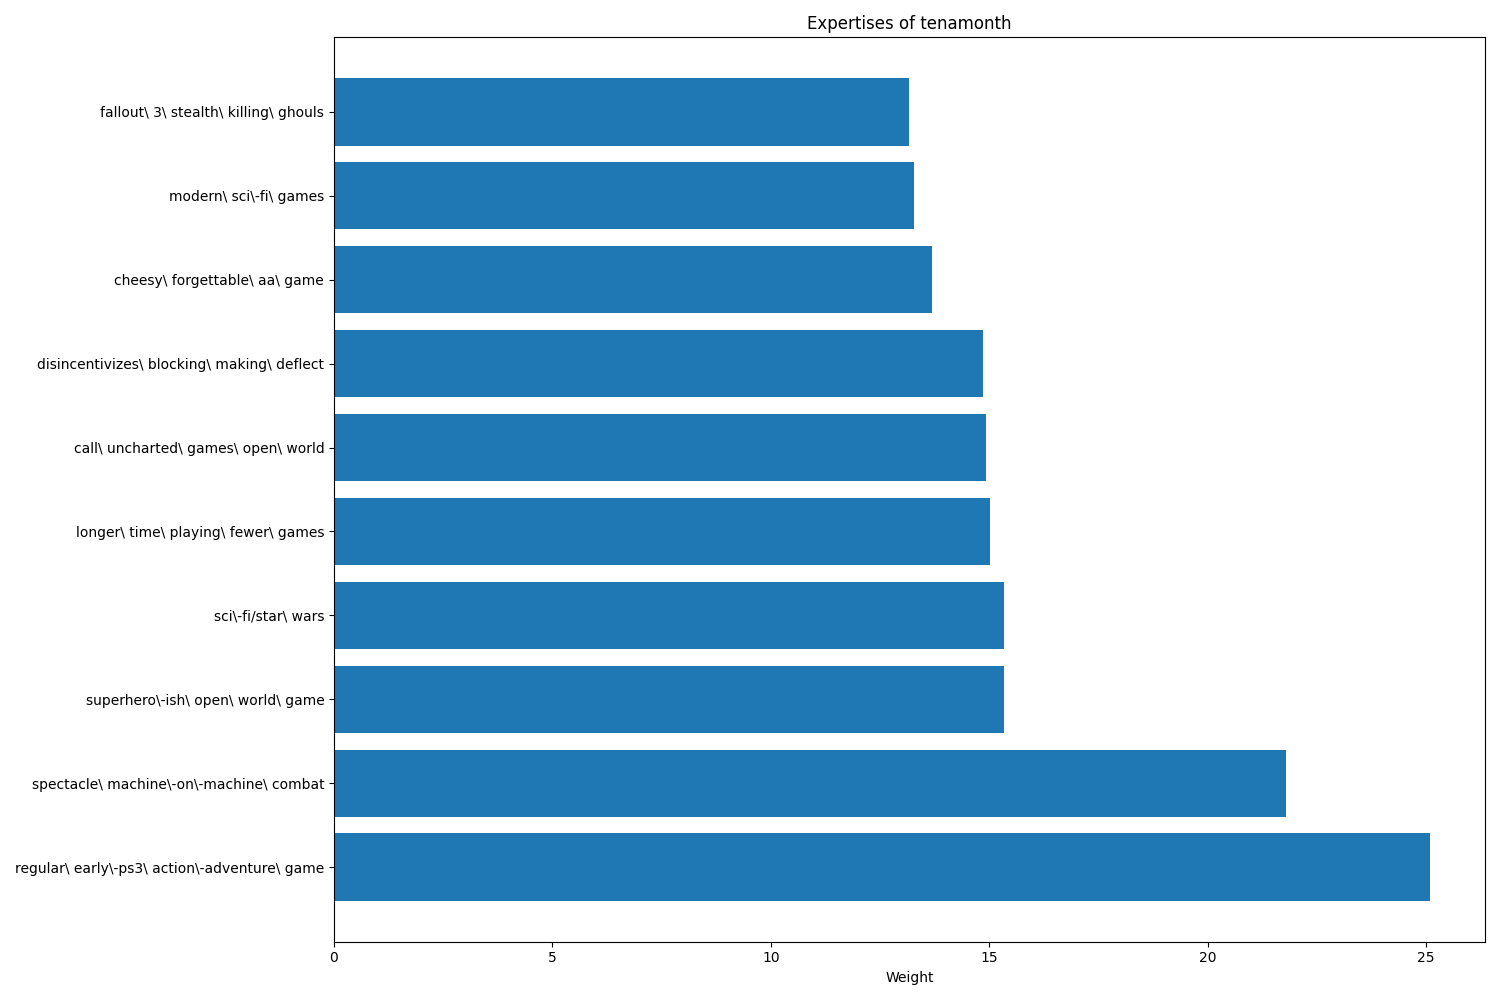 Expertises of tenamonth
fallout\ 3\ stealth\ killing\ ghouls
modern\ sci\-fi\ games
cheesy\ forgettable\ aa\ game
disincentivizes\ blocking\ making\ deflect
call\ uncharted\ games\ open\ world
longer\ time\ playing\ fewer\ games
sci\-fi/star\ wars
superhero\-ish\ open\ world\ game
spectacle\ machine\-on\-machine\ combat
regular\ early\-ps3\ action\-adventure\ game
0 5 10 15 20 25
Weight